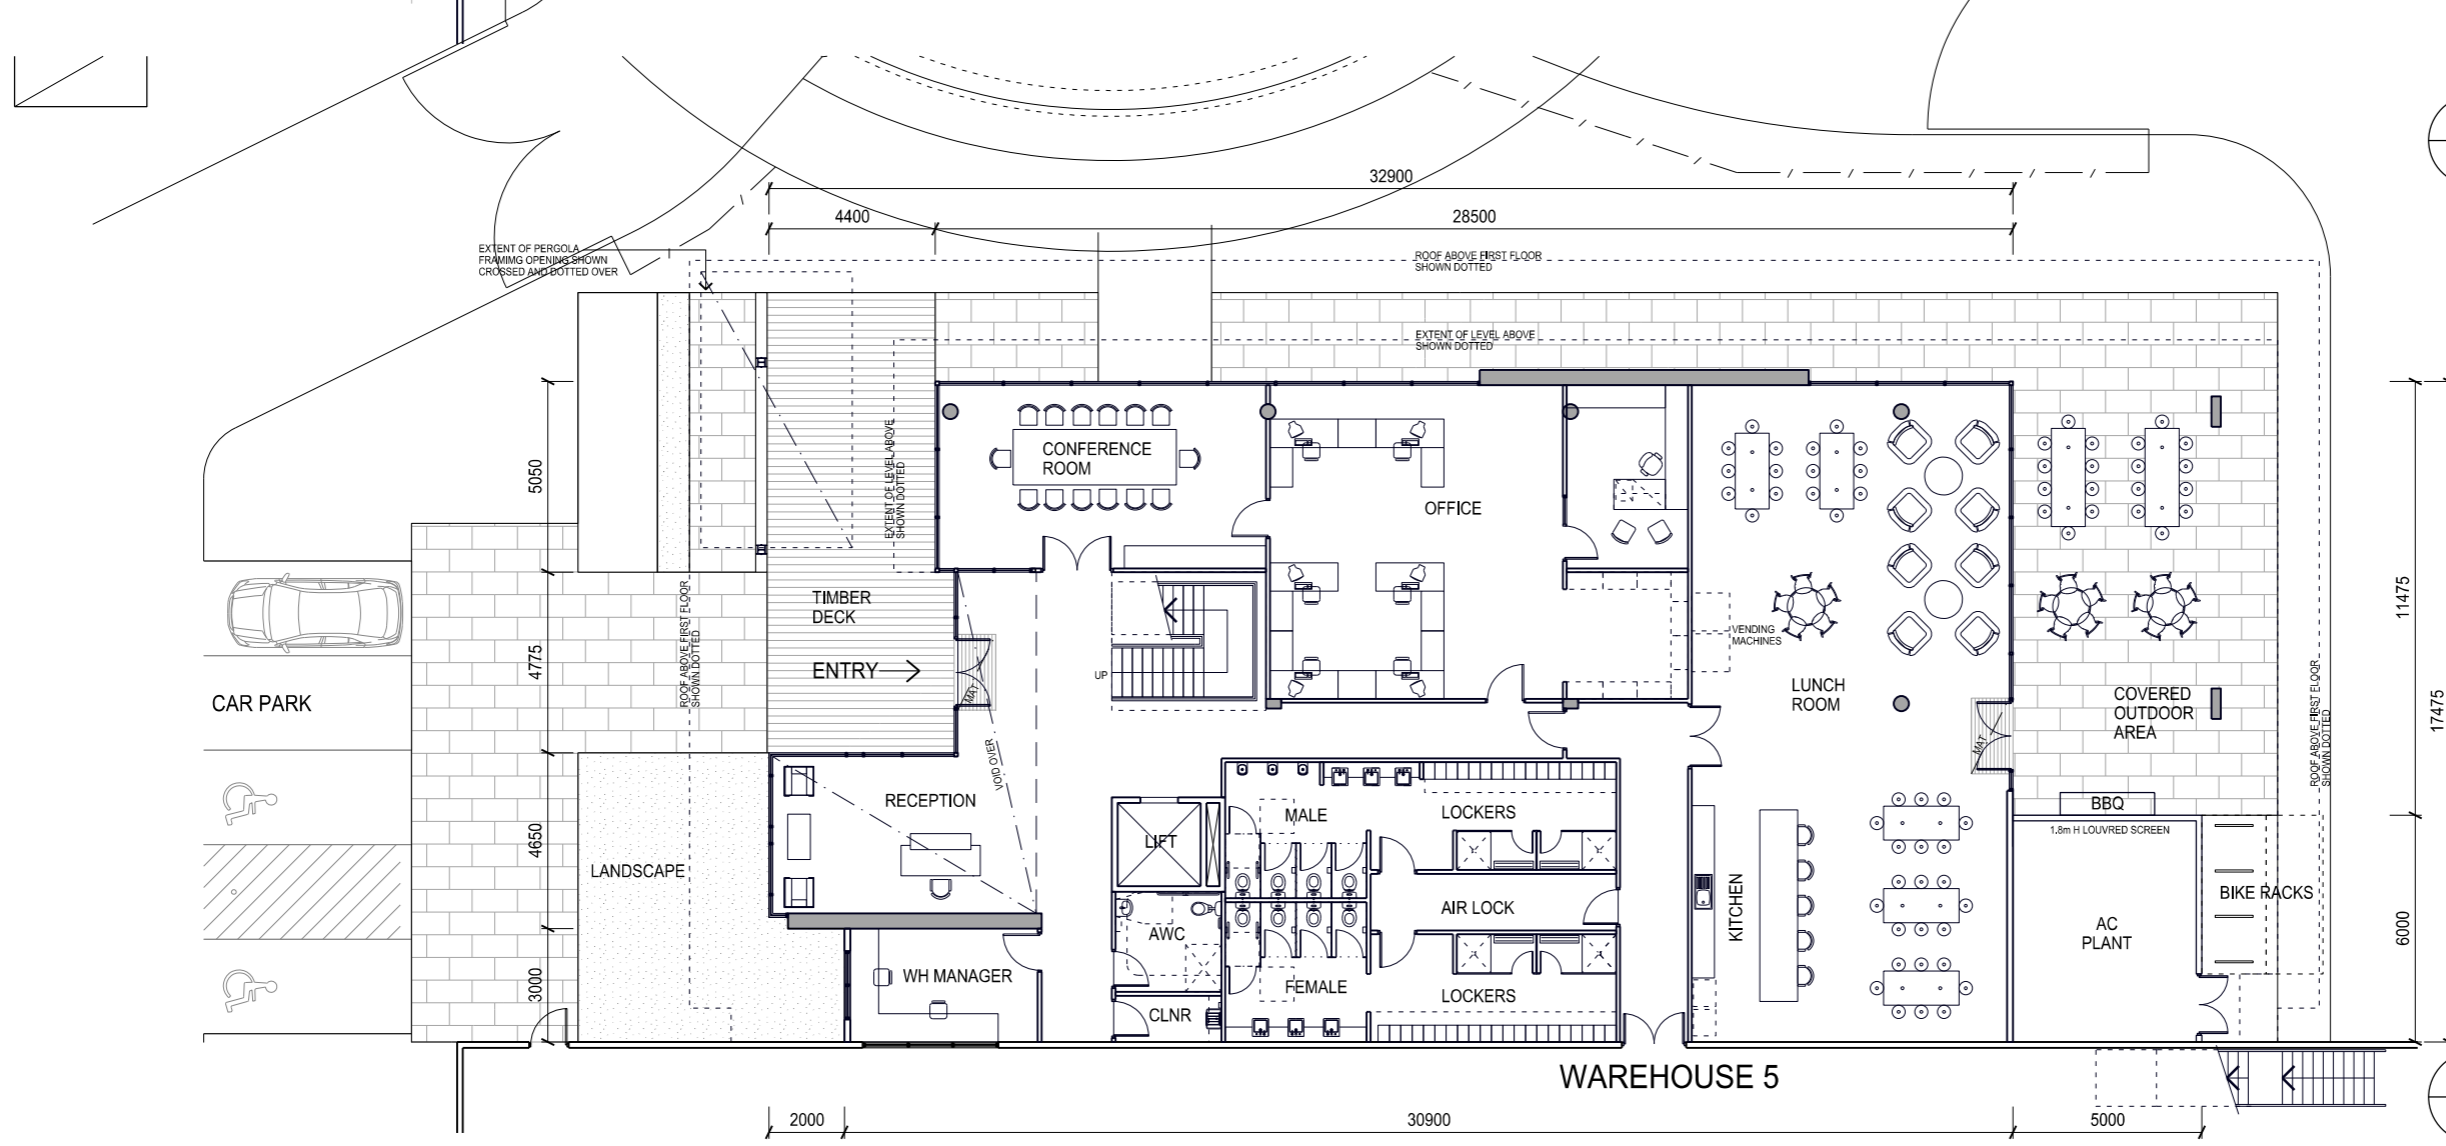 32900
4400
28500
EXTENT OF PERGOLA
FRAMIMG OPENING SHOWN
CROSSED AND DOTTED OVER
ROOF ABOVE FIRST FLOOR
SHOWN DOTTED
EXTENT OF LEVEL ABOVE
SHOWN DOTTED
5050
EXTENT OF LEVEL ABOVE
SHOWN DOTTED
CONFERENCE
ROOM
OFFICE
TIMBER
DECK
ENTRY
MAT
UP
VENDING
MACHINES
LUNCH
ROOM
COVERED
OUTDOOR
AREA
MAT
11475
17475
4775
ROOF ABOVE FIRST FLOOR
SHOWN DOTTED
ROOF ABOVE FIRST FLOOR
SHOWN DOTTED
CAR PARK
VOID OVER
RECEPTION
LIFT
MALE
LOCKERS
BBQ
1.8m H LOUVRED SCREEN
4650
LANDSCAPE
AIR LOCK
KITCHEN
BIKE RACKS
AC
PLANT
6000
AWC
WH MANAGER
3000
FEMALE
LOCKERS
CLNR
WAREHOUSE 5
2000
30900
5000